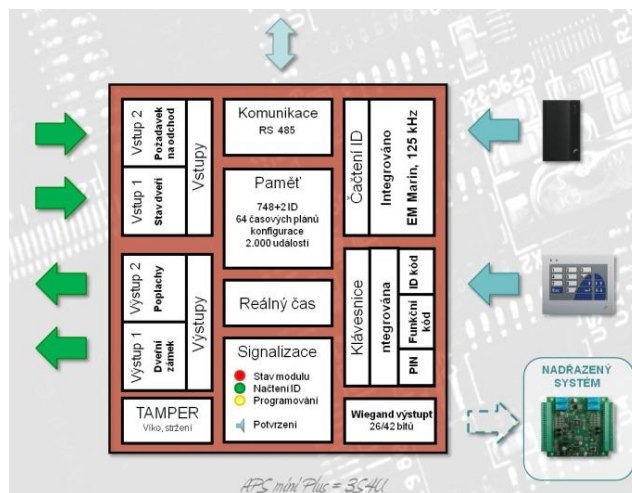 Vstup 2
Požadavek
na odchod
Vstup 1
Stav dveří
Vstupy
Komunikace
RS 485
Čačtení ID
Integrováno
EM Marin, 125 kHz
Paměť
748+2 ID
64 časových plánů
konfigurace
2.000 událostí
Výstup 2
Poplachy
Výstup 1
Dveřní
zámek
Výstupy
Reálný čas
Klávesnice
ntegrována
ID kód
Funkční
kód
PIN
Signalizace
Stav modulu
Načtení ID
Programování
Potvrzení
TAMPER
Víko, stržení
Wiegand výstupt
26/42 bitů
NADŘAZENÝ
SYSTÉM
APS mini Plus = 3S4U
C29C32